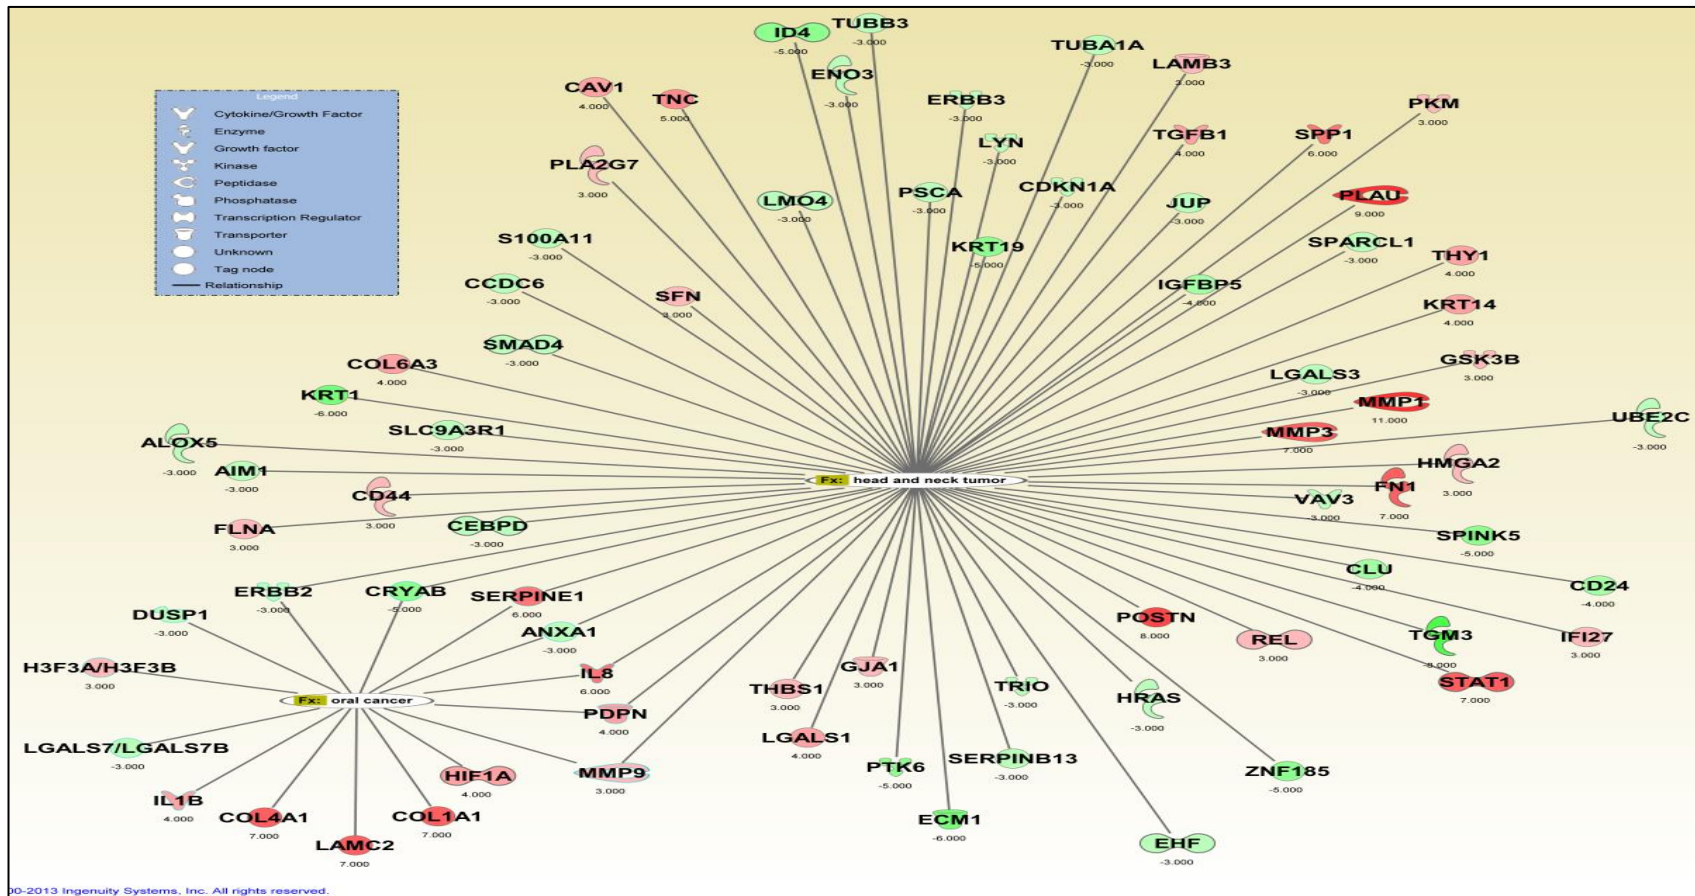 ID4
-5.000
TUBB3
-3.000
TUBA1A
-3.000
LAMB3
3.000
ENO3
-3.000
CAV1
4.000
TNC
5.000
ERBB3
-3.000
PKM
3.000
Legend
Cytokine/Growth Factor
Enzyme
Growth factor
Kinase
Peptidase
Phosphatase
Transcription Regulator
Transporter
Unknown
Tag node
Relationship
LYN
-3.000
TGFB1
4.000
SPP1
6.000
PLA2G7
3.000
LMO4
-3.000
PSCA
-3.000
CDKN1A
-3.000
JUP
-3.000
PLAU
9.000
S100A11
-3.000
KRT19
-5.000
SPARCL1
-3.000
THY1
4.000
CCDC6
-3.000
SFN
3.000
IGFBP5
-4.000
KRT14
4.000
SMAD4
-3.000
COL6A3
4.000
GSK3B
3.000
LGALS3
-3.000
KRT1
-6.000
MMP1
11.000
UBE2C
-3.000
SLC9A3R1
-3.000
MMP3
7.000
ALOX5
-3.000
AIM1
-3.000
HMGA2
3.000
Fx: head and neck tumor
FN1
7.000
CD44
3.000
VAV3
-3.000
FLNA
3.000
CEBPD
-3.000
SPINK5
-5.000
CLU
-4.000
CD24
-4.000
ERBB2
-3.000
CRYAB
-5.000
SERPINE1
6.000
DUSP1
-3.000
POSTN
8.000
ANXA1
-3.000
REL
3.000
TGM3
-8.000
IFI27
3.000
H3F3A/H3F3B
3.000
IL8
6.000
GJA1
3.000
STAT1
7.000
THBS1
3.000
TRIO
-3.000
HRAS
-3.000
Fx: oral cancer
PDPN
4.000
LGALS1
4.000
LGALS7/LGALS7B
-3.000
SERPINB13
-3.000
PTK6
-5.000
ZNF185
-5.000
HIF1A
4.000
MMP9
3.000
IL1B
4.000
COL4A1
7.000
COL1A1
7.000
ECM1
-6.000
LAMC2
7.000
EHF
-3.000
00-2013 Ingenuity Systems, Inc. All rights reserved.